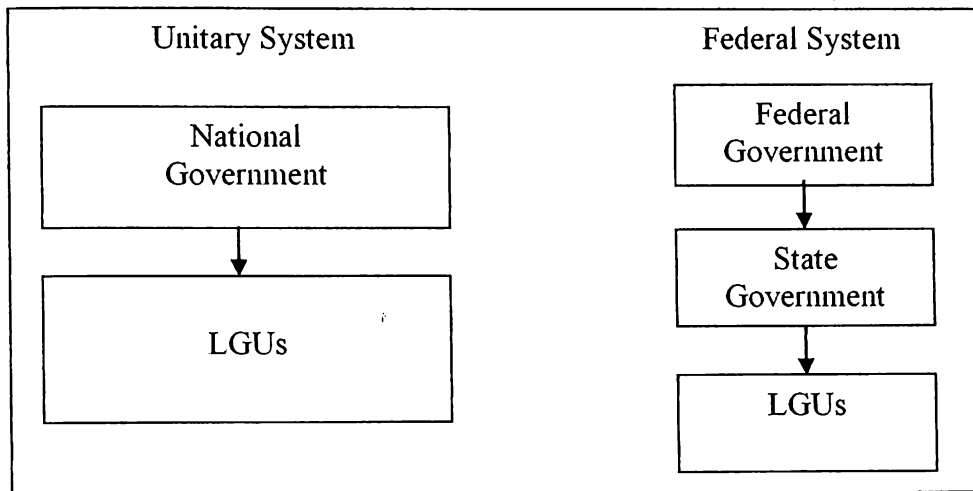 Unitary System
National
Government
LGUs
Federal System
Federal
Government
State
Government
LGUs